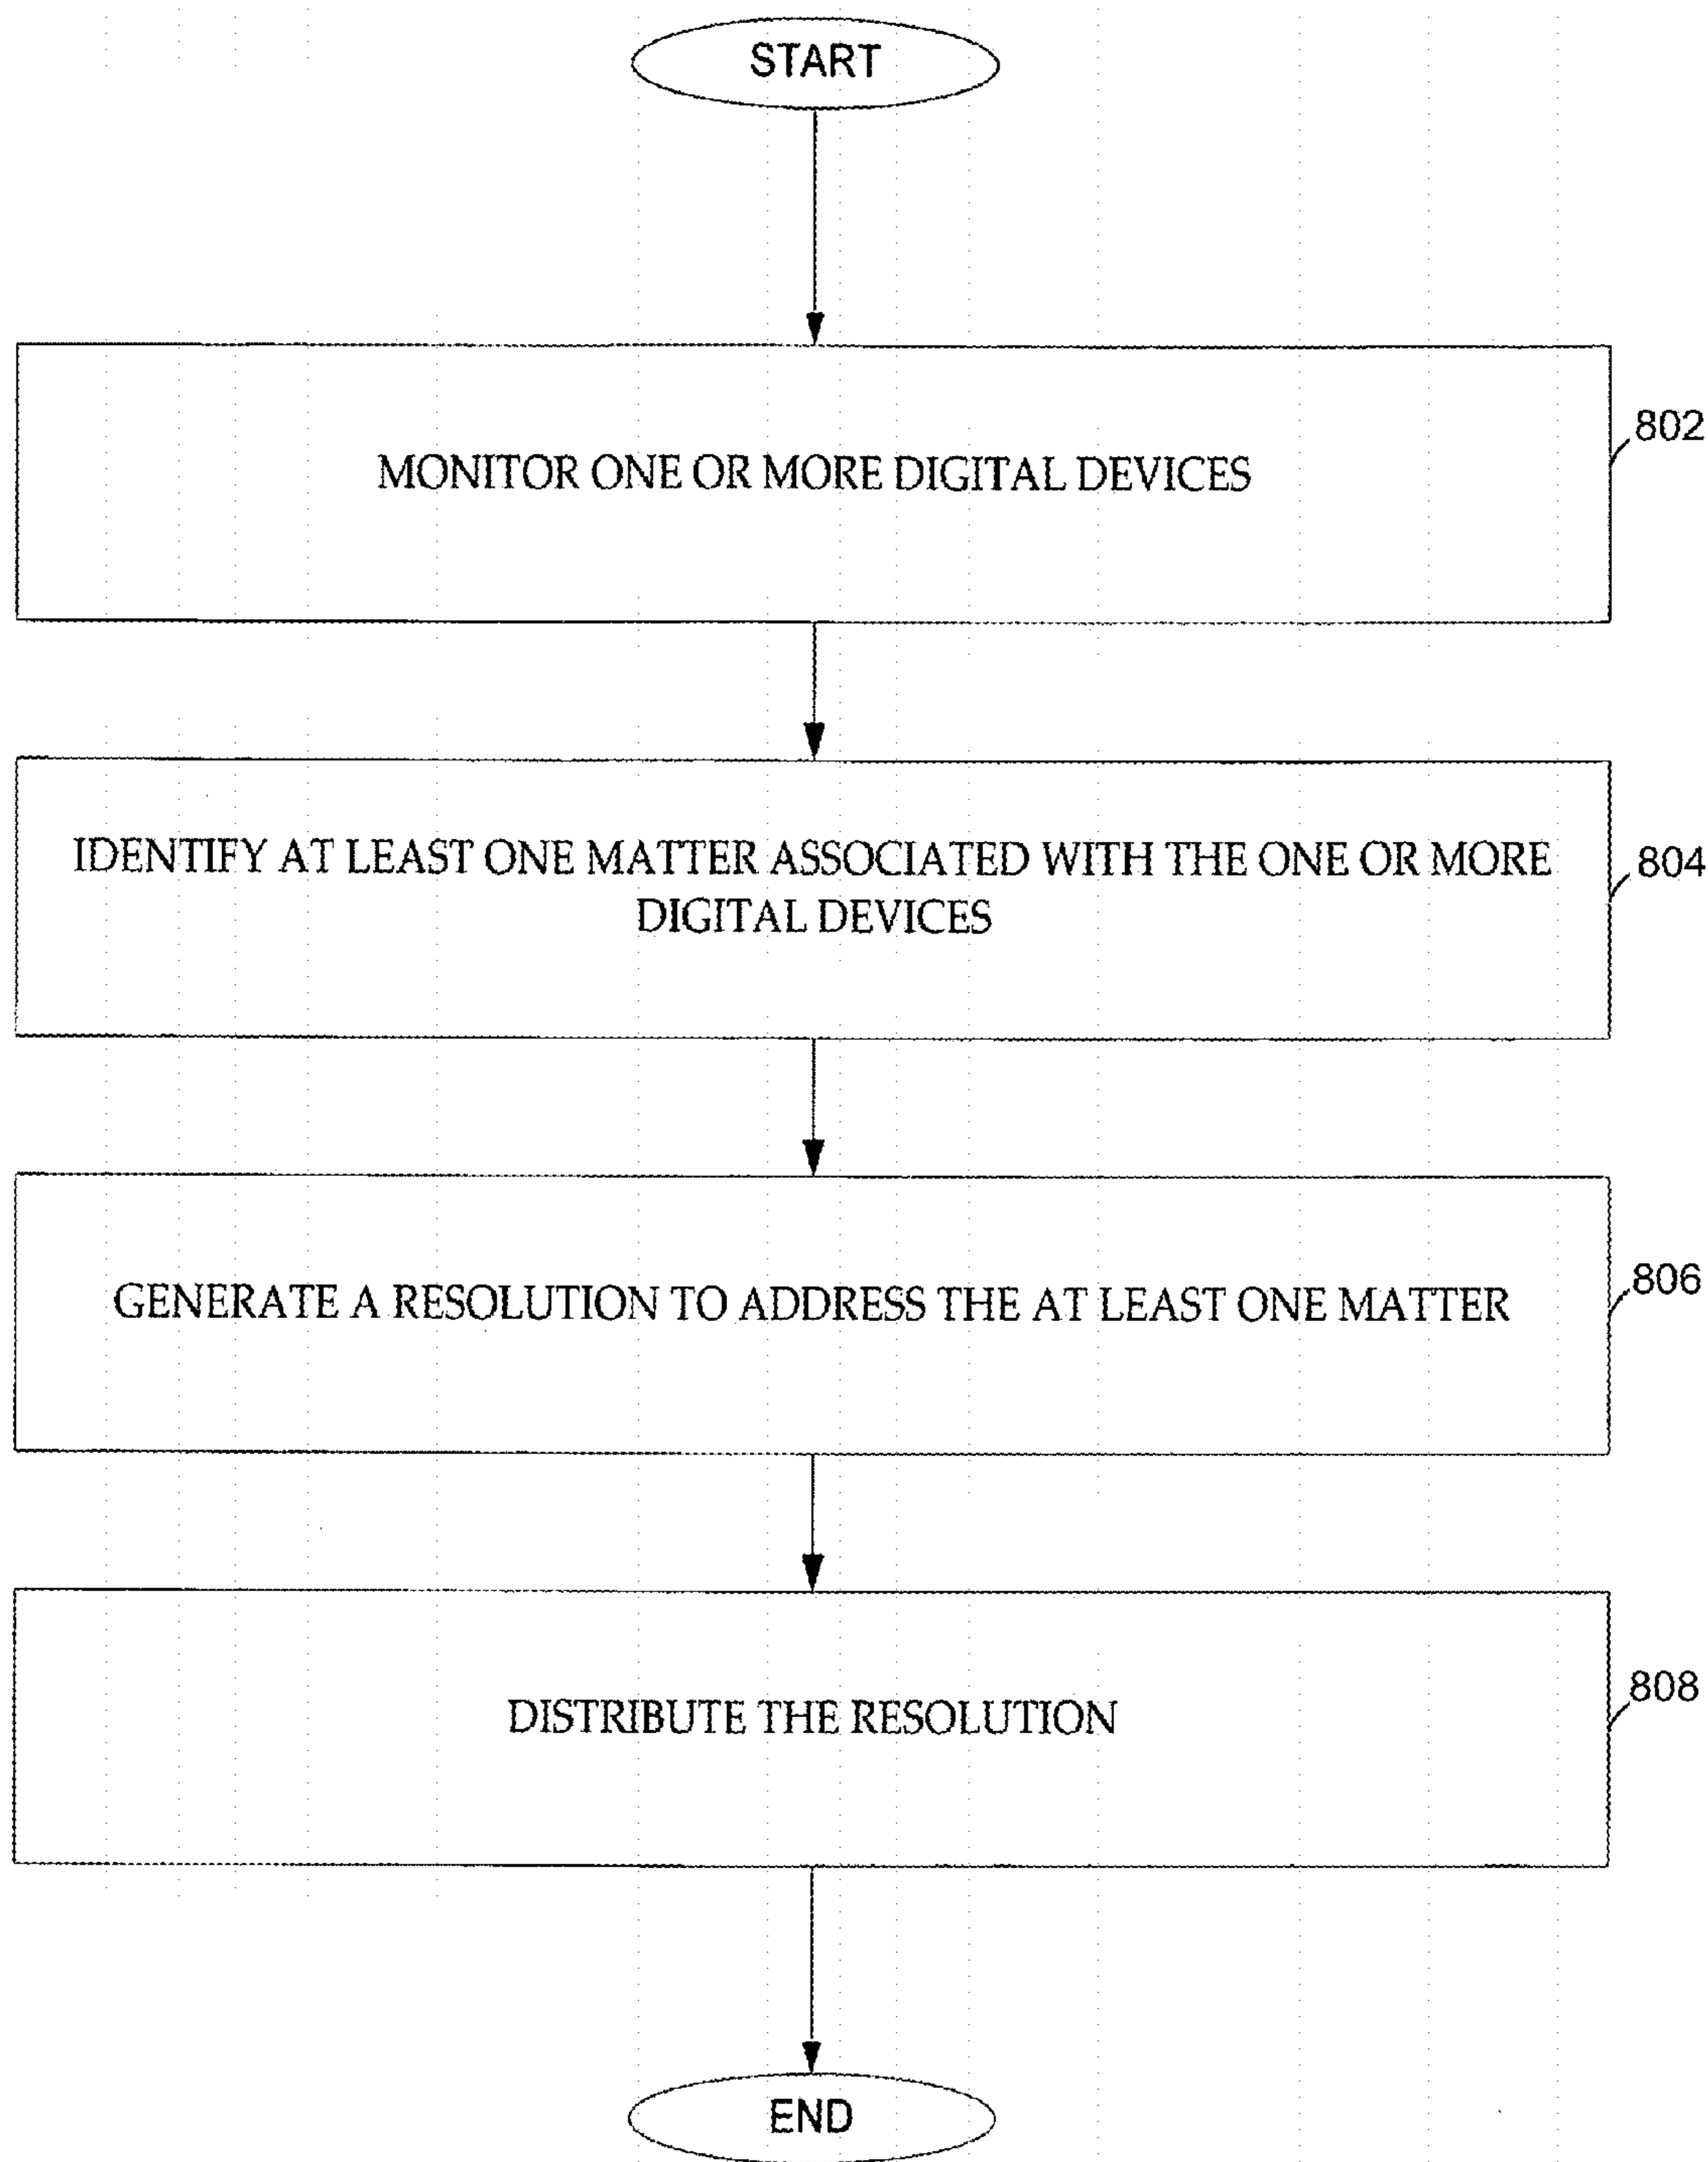 START
MONITOR ONE OR MORE DIGITAL DEVICES
802
IDENTIFY AT LEAST ONE MATTER ASSOCIATED WITH THE ONE OR MORE
DIGITAL DEVICES
804
GENERATE A RESOLUTION TO ADDRESS THE AT LEAST ONE MATTER
806
DISTRIBUTE THE RESOLUTION
808
END